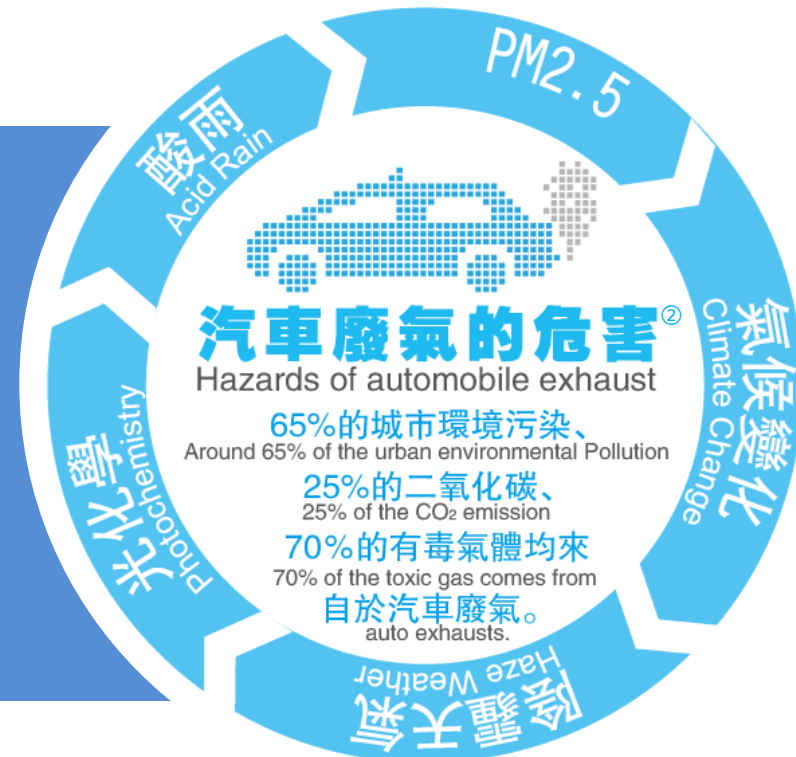 PM2.5
氣候變化
Climate Change
陰霾天氣
Haze Weather
光化學
Photochemistry
酸雨
Acid Rain
汽車廢氣的危害②
Hazards of automobile exhaust
65%的城市環境污染、
Around 65% of the urban environmental Pollution
25%的二氧化碳、
25% of the CO₂ emission
70%的有毒氣體均來
70% of the toxic gas comes from
自於汽車廢氣。
auto exhausts.